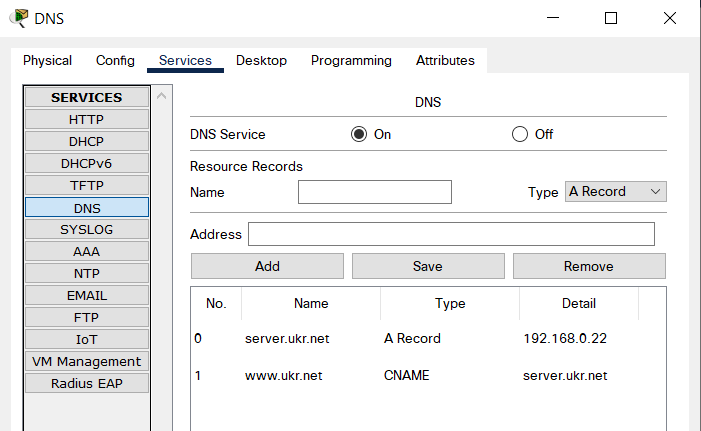 DNS
Physical Config Services Desktop Programming Attributes
SERVICES
HTTP
DHCP
DHCPv6
TFTP
DNS
SYSLOG
AAA
NTP
EMAIL
FTP
IoT
VM Management
Radius EAP
DNS
DNS Service On Off
Resource Records
Name Type A Record
Address
Add Save Remove
No. Name Type Detail
0 server.ukr.net A Record 192.168.0.22
1 www.ukr.net CNAME server.ukr.net